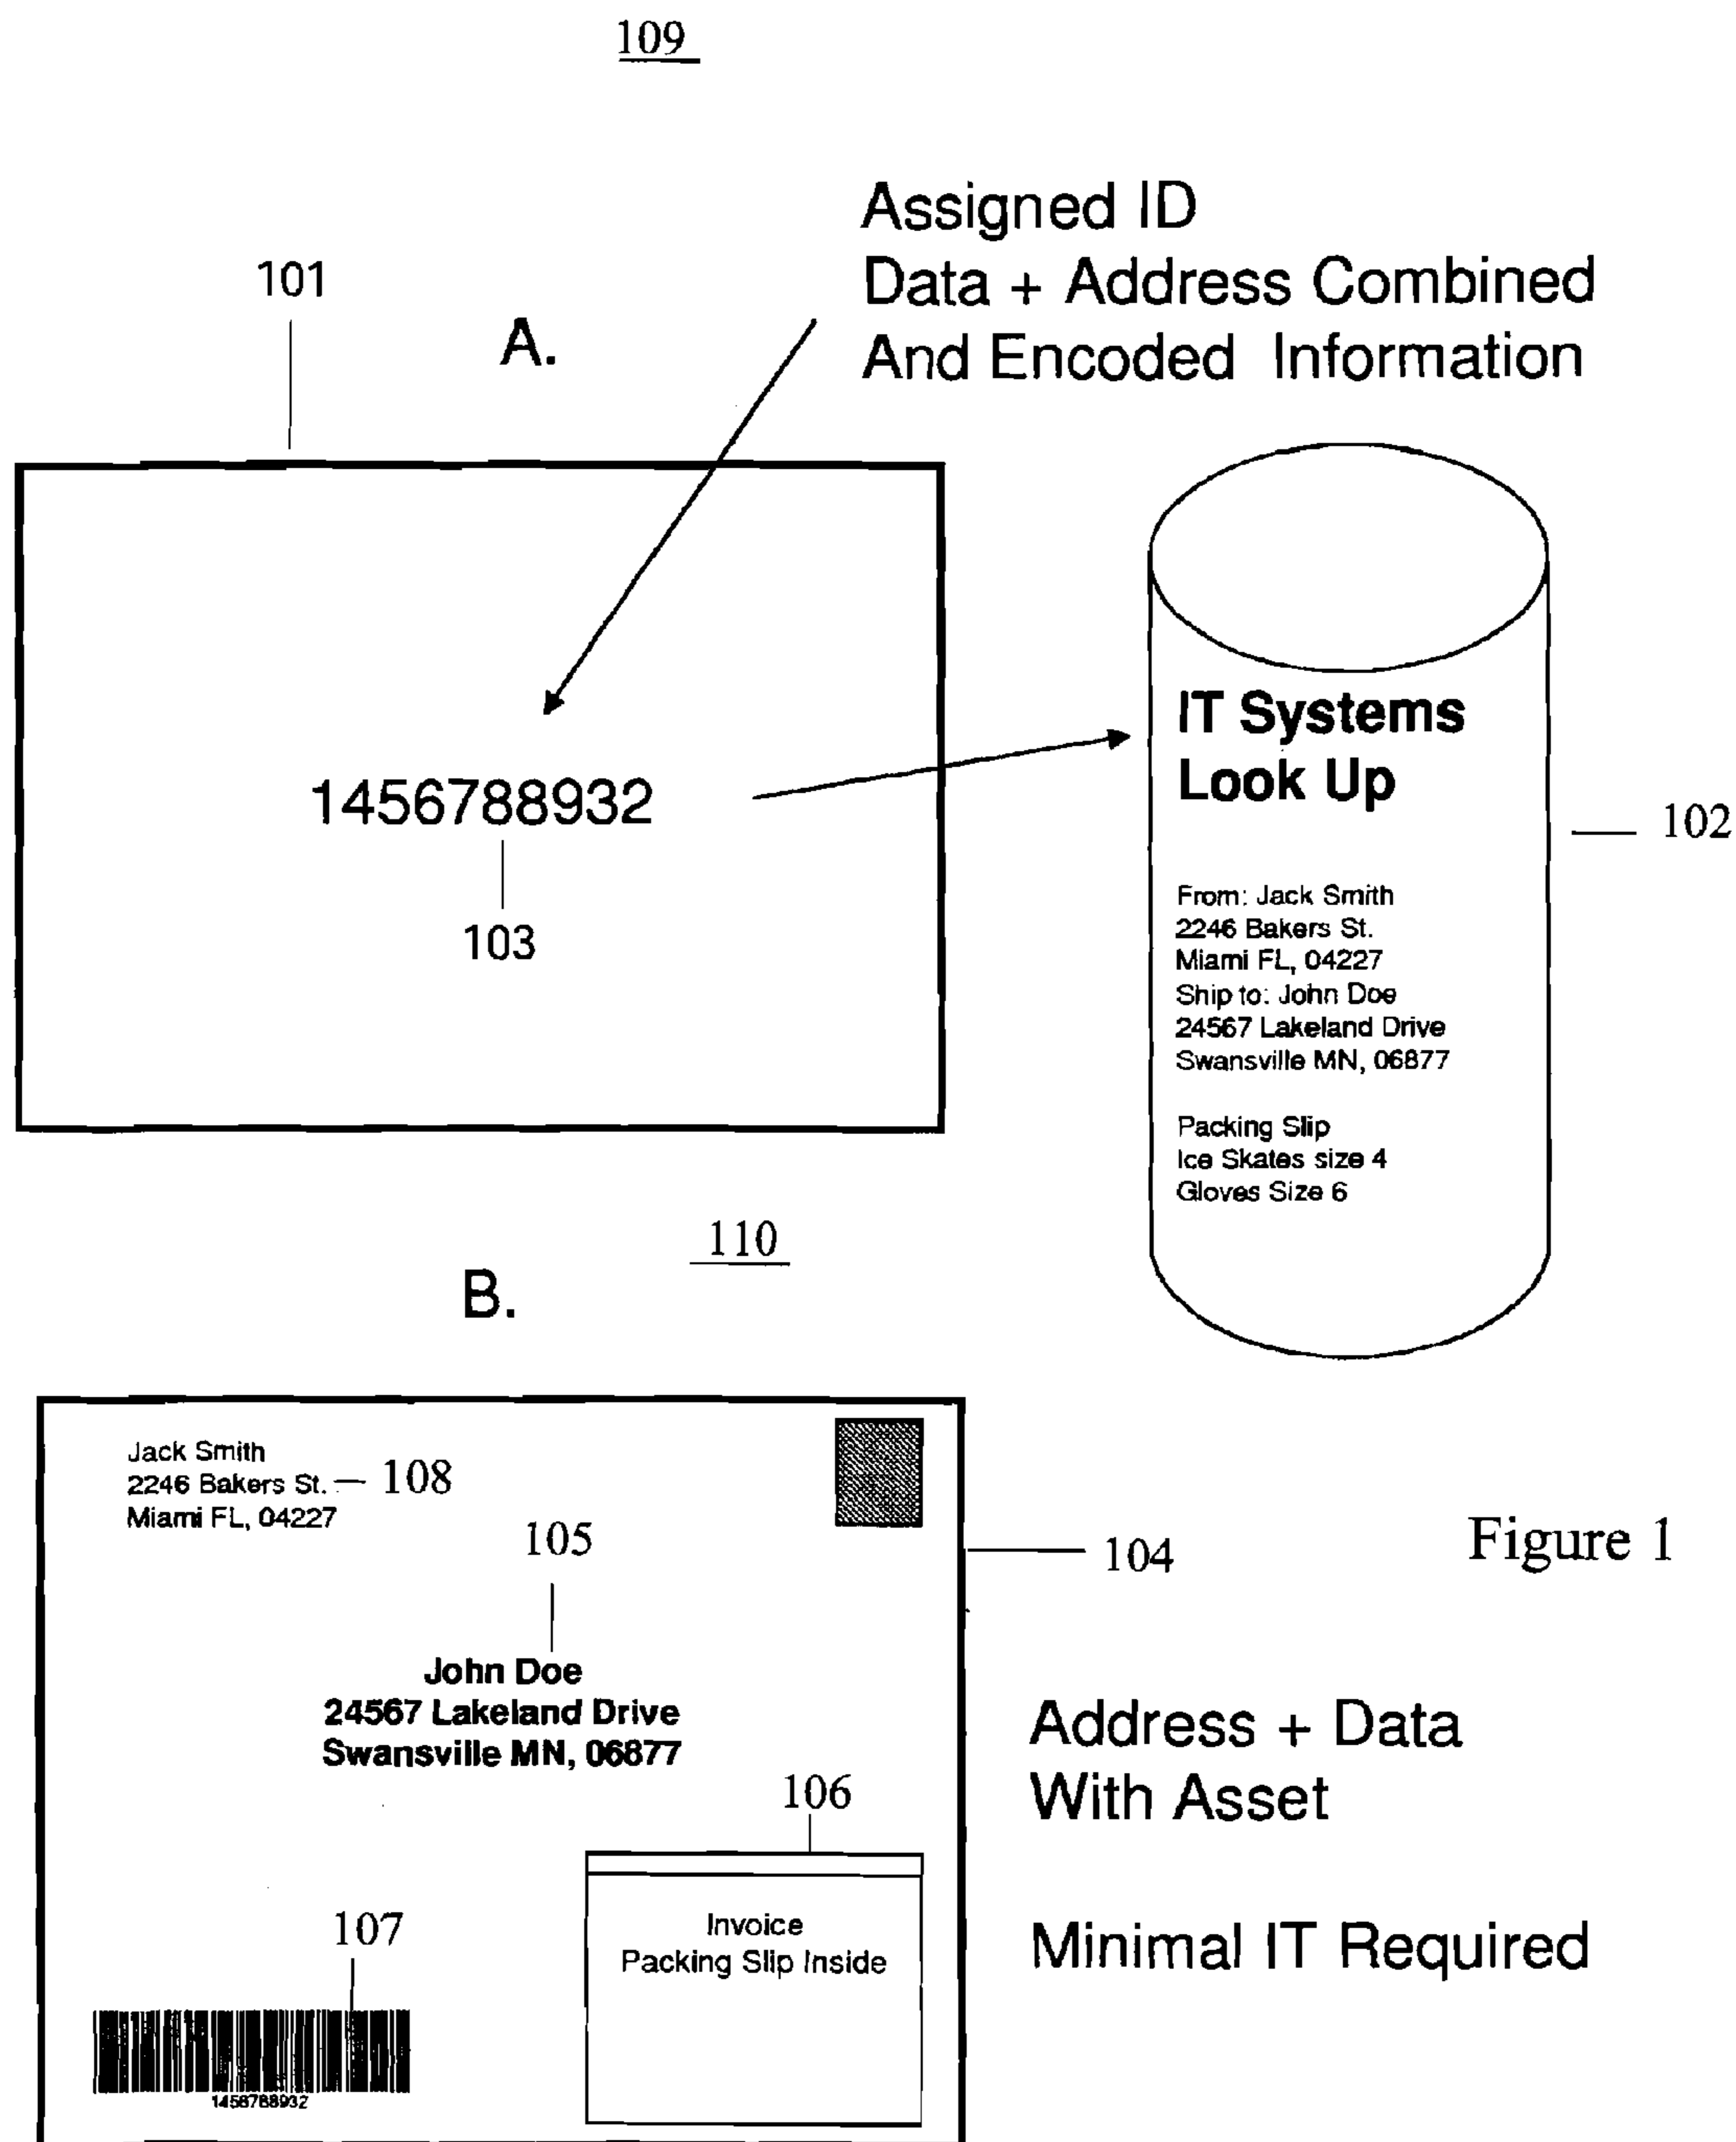 109
Assigned ID
Data + Address Combined
And Encoded Information
101
A.
1456788932
103
IT Systems
Look Up
From: Jack Smith
2246 Bakers St.
Miami FL, 04227
Ship to: John Doe
24567 Lakeland Drive
Swansville MN, 06877
Packing Slip
Ice Skates size 4
Gloves Size 6
102
110
B.
Jack Smith
2246 Bakers St.
Miami FL, 04227
108
105
104
Figure 1
John Doe
24567 Lakeland Drive
Swansville MN, 06877
Address + Data
With Asset
106
Invoice
Packing Slip Inside
Minimal IT Required
107
1456788932